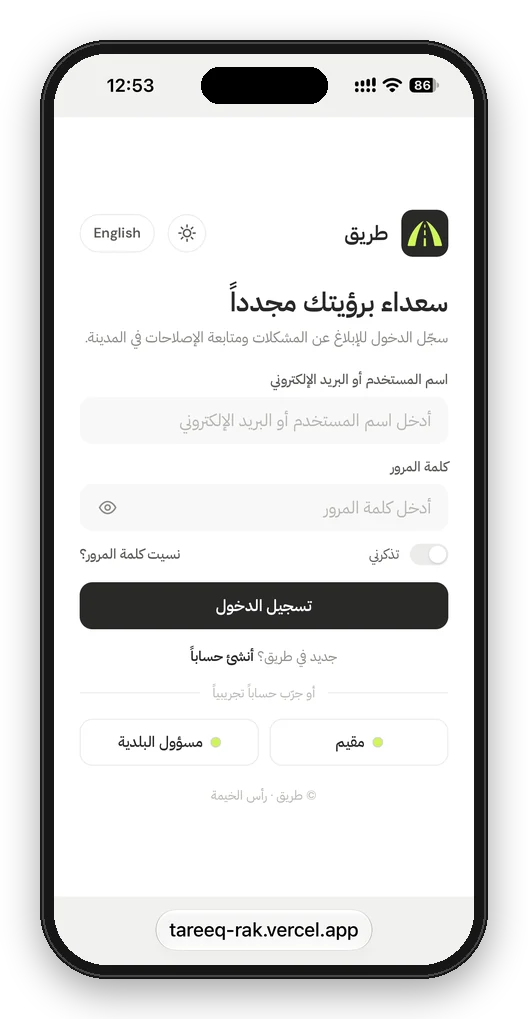 12:53
86
طريق
English
سعداء برؤيتك مجدداً
سجّل الدخول للإبلاغ عن المشكلات ومتابعة الإصلاحات في المدينة.
اسم المستخدم أو البريد الإلكتروني
أدخل اسم المستخدم أو البريد الإلكتروني
كلمة المرور
أدخل كلمة المرور
تذكرني
نسيت كلمة المرور؟
تسجيل الدخول
جديد في طريق؟ أنشئ حساباً
أو جرّب حساباً تجريبياً
مقيم
مسؤول البلدية
© طريق · رأس الخيمة
tareeq-rak.vercel.app